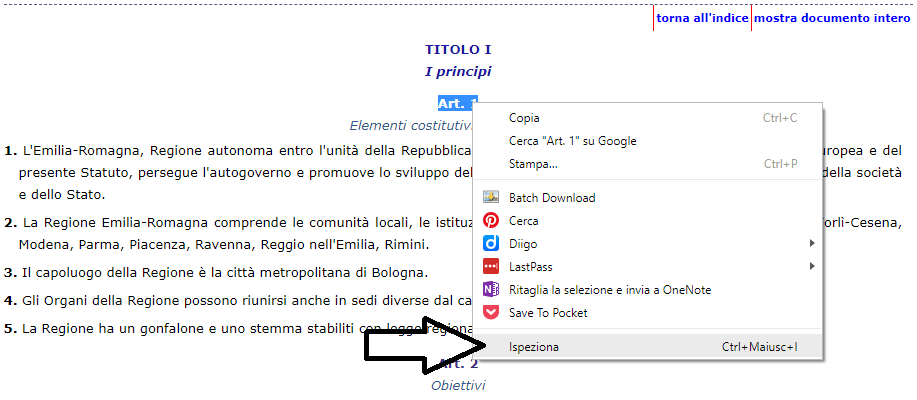 torna all'indice mostra documento intero
TITOLO I
I principi
Art. 1
Elementi costitutivi
Copia Ctrl+C
Cerca "Art. 1" su Google
1. L'Emilia-Romagna, Regione autonoma entro l'unità della Repubblica uropea e del
Stampa... Ctrl+P
presente Statuto, persegue l'autogoverno e promuove lo sviluppo del della società
e dello Stato.
Batch Download
2. La Regione Emilia-Romagna comprende le comunità locali, le istituz Forlì-Cesena,
Cerca
Modena, Parma, Piacenza, Ravenna, Reggio nell'Emilia, Rimini.
Diigo
3. Il capoluogo della Regione è la città metropolitana di Bologna.
LastPass
Ritaglia la selezione e invia a OneNote
4. Gli Organi della Regione possono riunirsi anche in sedi diverse dal ca
Save To Pocket
5. La Regione ha un gonfalone e uno stemma stabiliti con legge regiona
Ispeziona Ctrl+Maiusc+I
Art. 2
Obiettivi